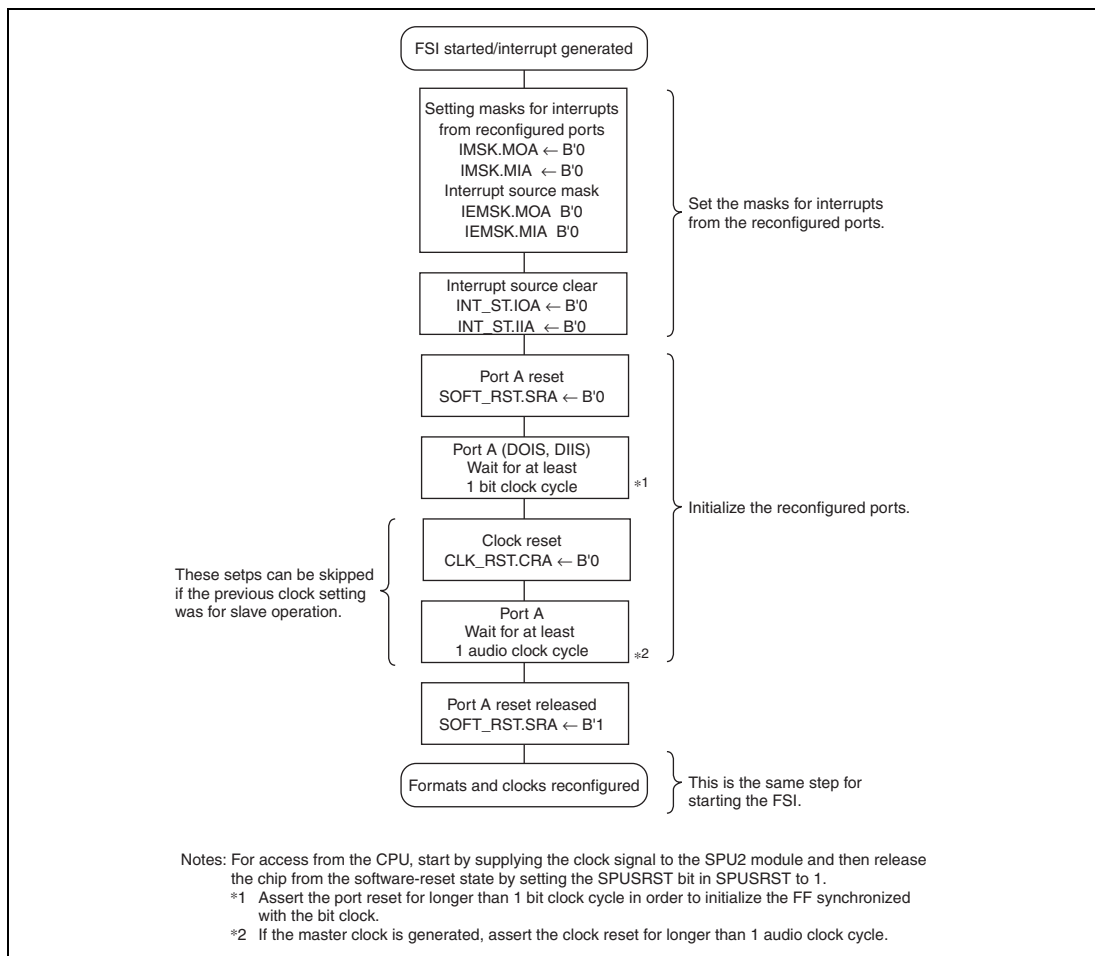 FSI started/interrupt generated
Setting masks for interrupts
from reconfigured ports
IMSK.MOA ← B'0
IMSK.MIA ← B'0
Interrupt source mask
IEMSK.MOA B'0
IEMSK.MIA B'0
Set the masks for interrupts
from the reconfigured ports.
Interrupt source clear
INT_ST.IOA ← B'0
INT_ST.IIA ← B'0
Port A reset
SOFT_RST.SRA ← B'0
Port A (DOIS, DIIS)
Wait for at least
1 bit clock cycle
*1
Initialize the reconfigured ports.
Clock reset
CLK_RST.CRA ← B'0
These setps can be skipped
if the previous clock setting
was for slave operation.
Port A
Wait for at least
1 audio clock cycle
*2
Port A reset released
SOFT_RST.SRA ← B'1
Formats and clocks reconfigured
This is the same step for
starting the FSI.
Notes: For access from the CPU, start by supplying the clock signal to the SPU2 module and then release
the chip from the software-reset state by setting the SPUSRST bit in SPUSRST to 1.
*1 Assert the port reset for longer than 1 bit clock cycle in order to initialize the FF synchronized
with the bit clock.
*2 If the master clock is generated, assert the clock reset for longer than 1 audio clock cycle.